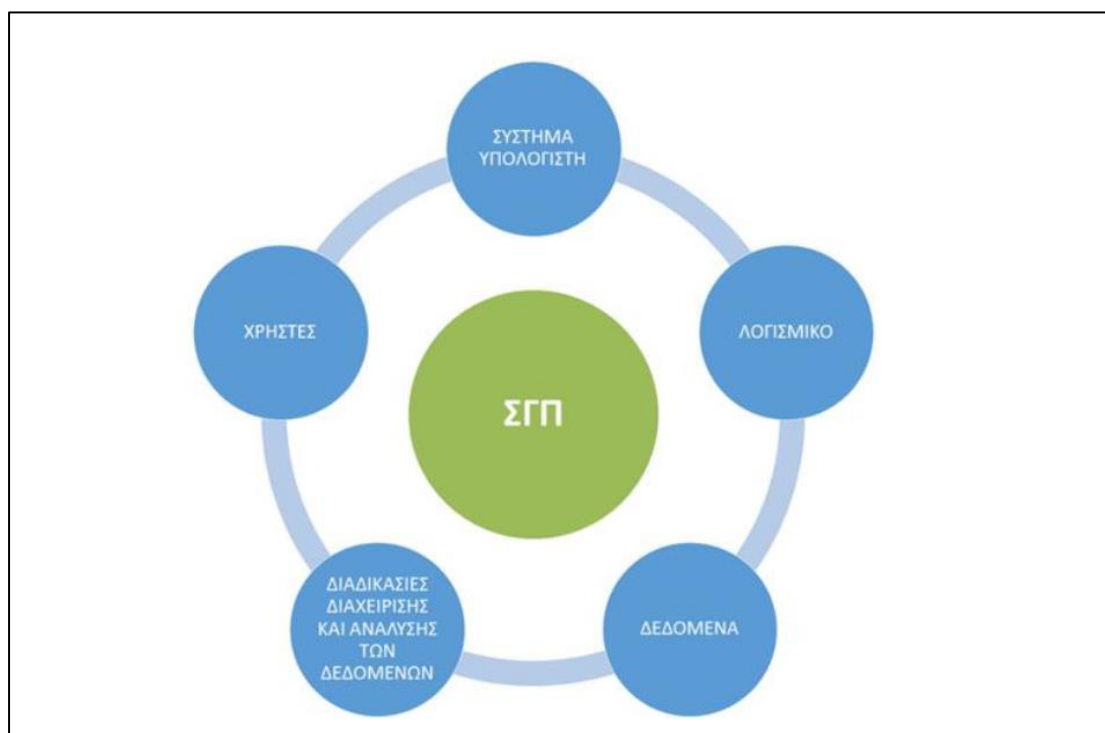 ΣΥΣΤΗΜΑ
ΥΠΟΛΟΓΙΣΤΗ
ΛΟΓΙΣΜΙΚΟ
ΔΕΔΟΜΕΝΑ
ΔΙΑΔΙΚΑΣΙΕΣ
ΔΙΑΧΕΙΡΙΣΗΣ
ΚΑΙ ΑΝΑΛΥΣΗΣ
ΤΩΝ
ΔΕΔΟΜΕΝΩΝ
ΧΡΗΣΤΕΣ
ΣΓΠ